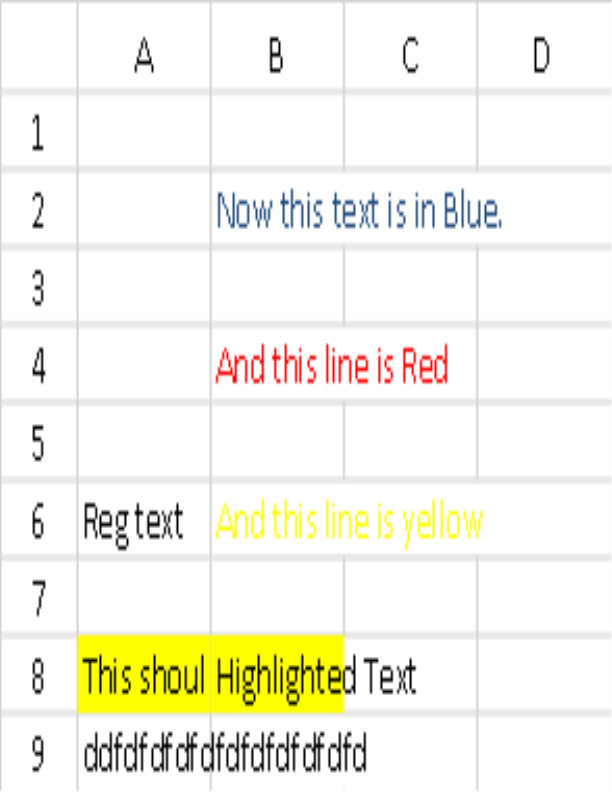 A B C D
1
2 Now this text is in Blue.
3
4 And this line is Red
5
6 Reg text And this line is yellow
7
8 This shoul Highlighted Text
9 ddfdfdfdfdfdfdfdfdfdfd